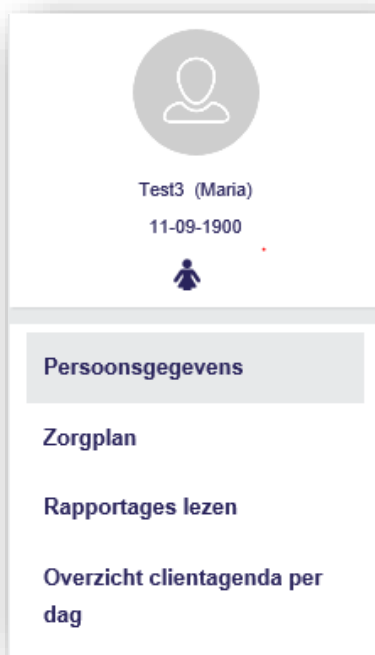 Test3 (Maria)
11-09-1900
Persoonsgegevens
Zorgplan
Rapportages lezen
Overzicht clientagenda per
dag